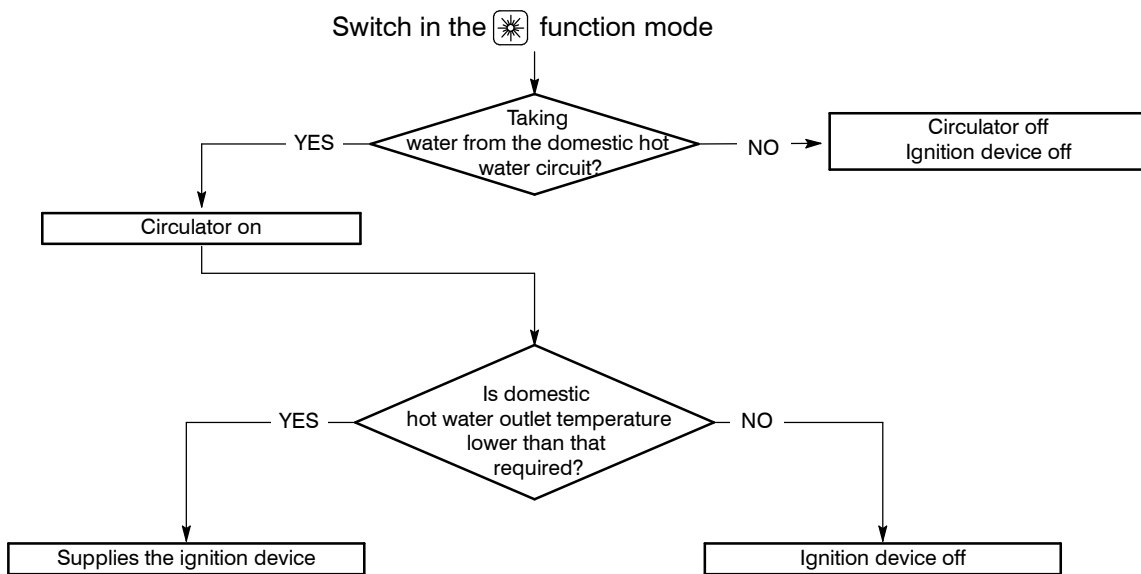 Switch in the function mode
Taking
water from the domestic hot
water circuit?
YES
NO
Circulator off
Ignition device off
Circulator on
Is domestic
hot water outlet temperature
lower than that
required?
YES
NO
Supplies the ignition device
Ignition device off